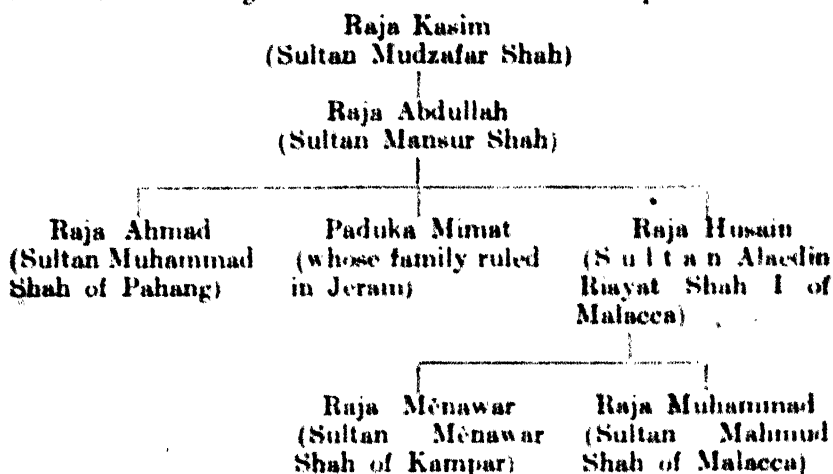 Raja Kasim
(Sultan Mudzafar Shah)
Raja Abdullah
(Sultan Mansur Shah)
Raja Ahmad
(Sultan Muhammad
Shah of Pahang)
Paduka Mimat
(whose family ruled
in Jeram)
Raja Husain
(Sultan Alaedin
Riayat Shah I of
Malacca)
Raja Mĕnawar
(Sultan Mĕnawar
Shah of Kampar)
Raja Muhammad
(Sultan Mahmud
Shah of Malacca)